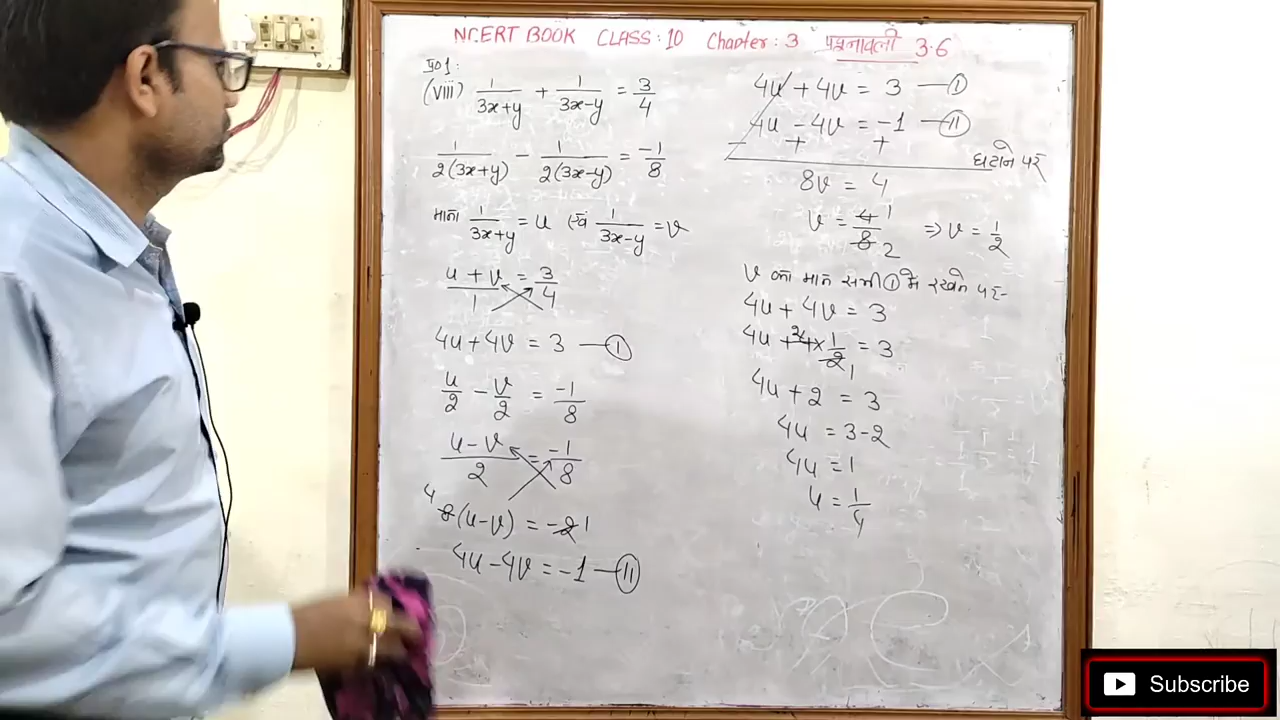 NCERT BOOK CLASS: 10 Chapter: 3 प्रश्नावली 3.6
प्र01:
(viii) 1/(3x+y) + 1/(3x-y) = 3/4
1/2(3x+y) - 1/2(3x-y) = -1/8
माना 1/(3x+y) = u एवं 1/(3x-y) = v
(u+v)/1 = 3/4
4u+4v = 3 — (I)
u/2 - v/2 = -1/8
(u-v)/2 = -1/8
4 8(u-v) = -2 1
4u-4v = -1 — (II)
4u + 4v = 3 — (I)
4u - 4v = -1 — (II)
- + +
घटाने पर
8v = 4
v = 4/8 1 2 ⇒ v = 1/2
v का मान समी (I) में रखने पर-
4u + 4v = 3
4u + 4 2 × 1/2 1 = 3
4u + 2 = 3
4u = 3-2
4u = 1
u = 1/4
Subscribe